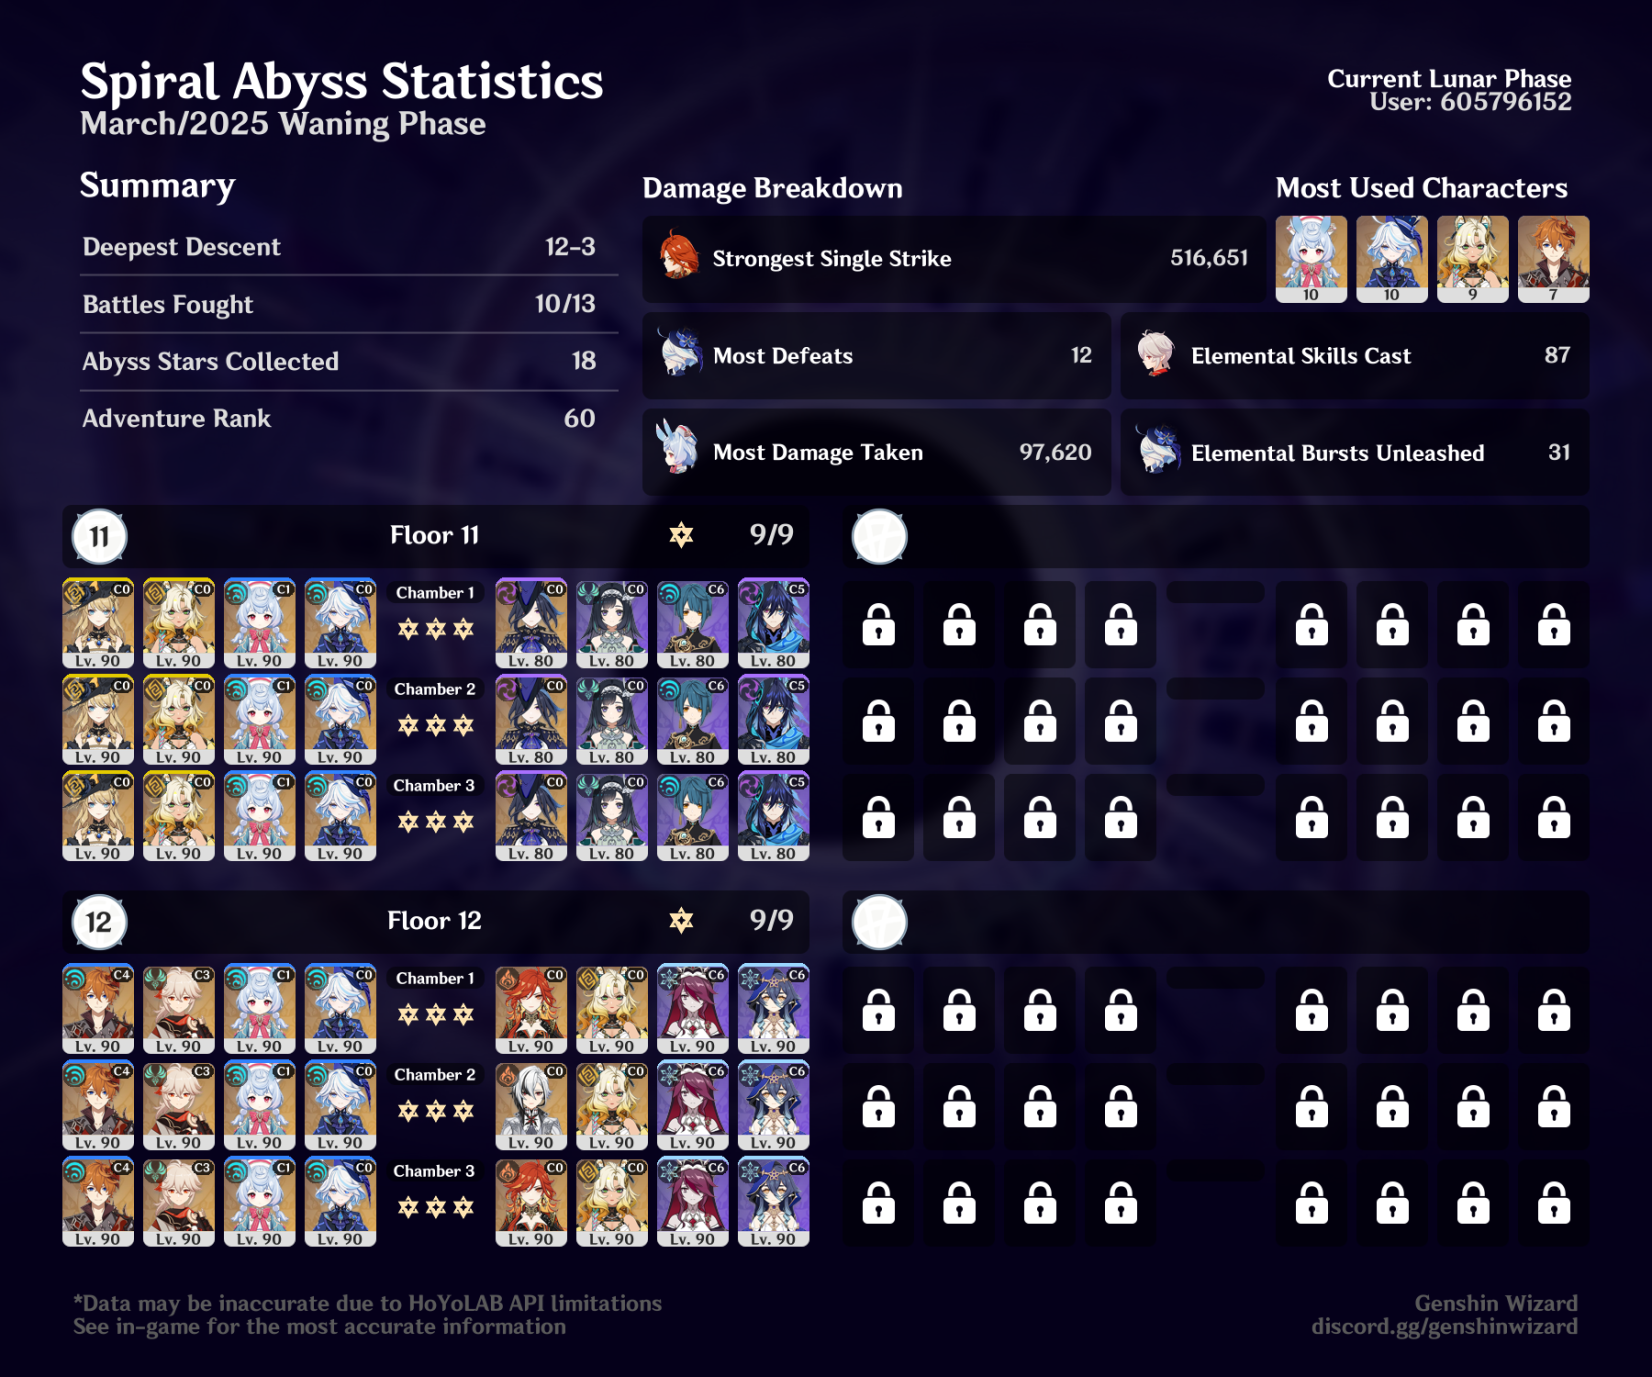 Spiral Abyss Statistics
March/2025 Waning Phase
Current Lunar Phase
User: 605796152
Summary
Deepest Descent 12-3
Battles Fought 10/13
Abyss Stars Collected 18
Adventure Rank 60
Damage Breakdown
Strongest Single Strike 516,651
Most Defeats 12
Elemental Skills Cast 87
Most Damage Taken 97,620
Elemental Bursts Unleashed 31
Most Used Characters
10 10 9 7
11 Floor 11 9/9
C0 C0 C1 C0 Chamber 1 C0 C0 C6 C5
Lv. 90 Lv. 90 Lv. 90 Lv. 90 Lv. 80 Lv. 80 Lv. 80 Lv. 80
C0 C0 C1 C0 Chamber 2 C0 C0 C6 C5
Lv. 90 Lv. 90 Lv. 90 Lv. 90 Lv. 80 Lv. 80 Lv. 80 Lv. 80
C0 C0 C1 C0 Chamber 3 C0 C0 C6 C5
Lv. 90 Lv. 90 Lv. 90 Lv. 90 Lv. 80 Lv. 80 Lv. 80 Lv. 80
12 Floor 12 9/9
C4 C3 C1 C0 Chamber 1 C0 C0 C6 C6
Lv. 90 Lv. 90 Lv. 90 Lv. 90 Lv. 90 Lv. 90 Lv. 90 Lv. 90
C4 C3 C1 C0 Chamber 2 C0 C0 C6 C6
Lv. 90 Lv. 90 Lv. 90 Lv. 90 Lv. 90 Lv. 90 Lv. 90 Lv. 90
C4 C3 C1 C0 Chamber 3 C0 C0 C6 C6
Lv. 90 Lv. 90 Lv. 90 Lv. 90 Lv. 90 Lv. 90 Lv. 90 Lv. 90
*Data may be inaccurate due to HoYoLAB API limitations
See in-game for the most accurate information
Genshin Wizard
discord.gg/genshinwizard